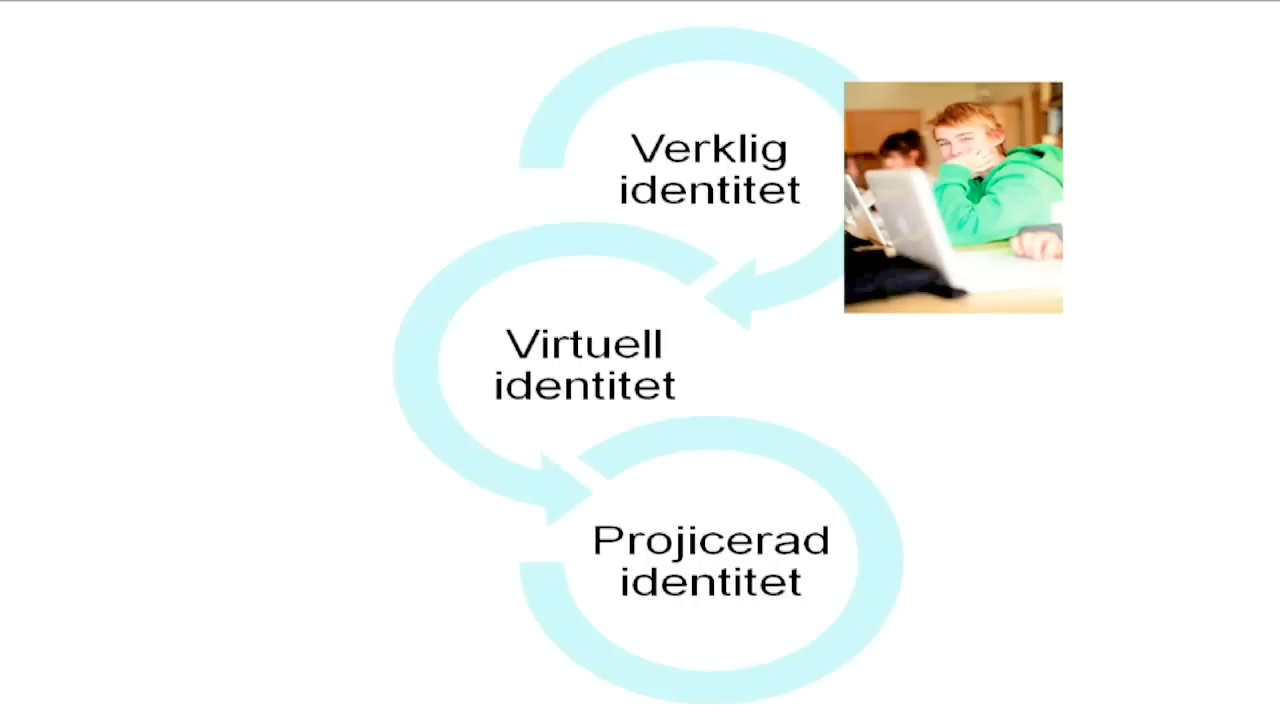 Verklig
identitet
Virtuell
identitet
Projicerad
identitet